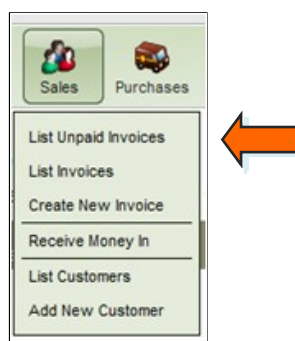 Sales Purchases
List Unpaid Invoices
List Invoices
Create New Invoice
Receive Money In
List Customers
Add New Customer